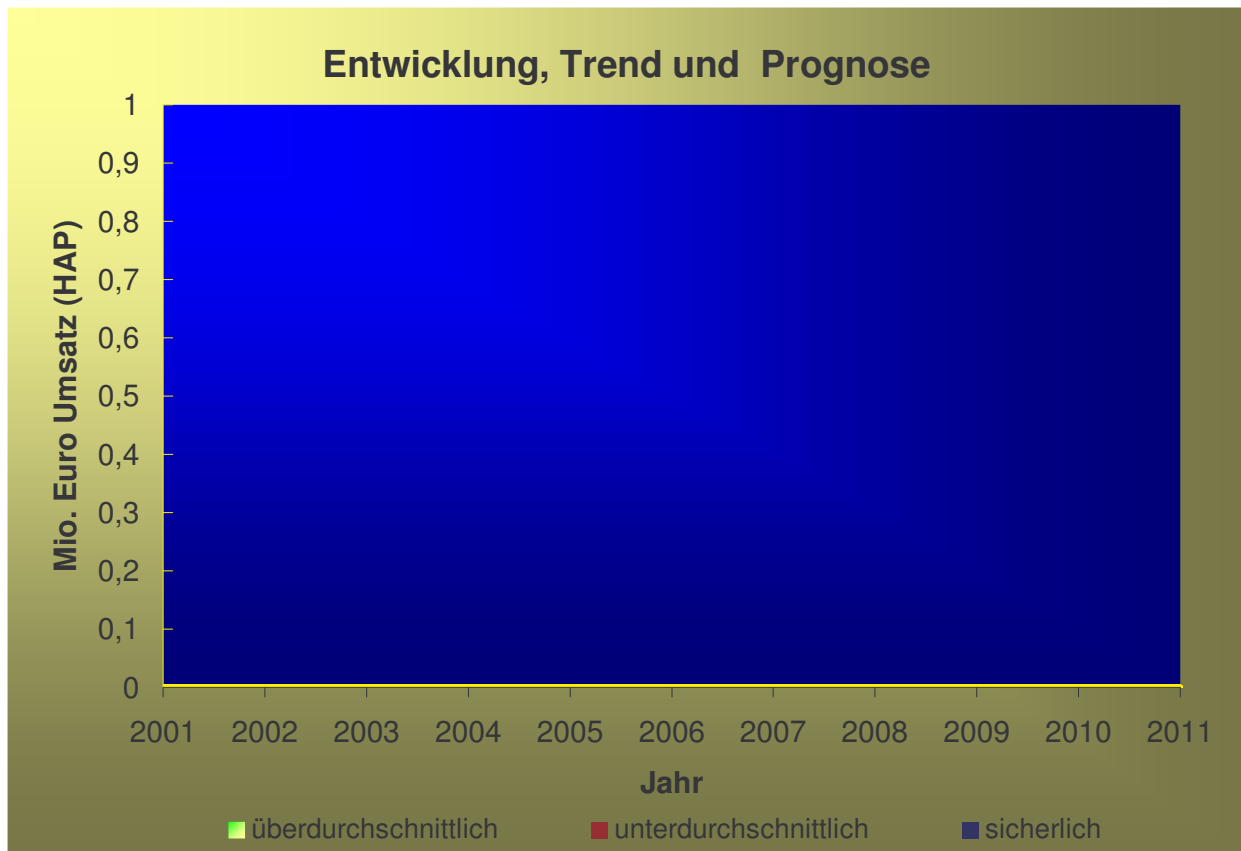 Entwicklung, Trend und  Prognose
Mio. Euro Umsatz (HAP)
1
0,9
0,8
0,7
0,6
0,5
0,4
0,3
0,2
0,1
0
2001 2002 2003 2004 2005 2006 2007 2008 2009 2010 2011
Jahr
überdurchschnittlich unterdurchschnittlich sicherlich